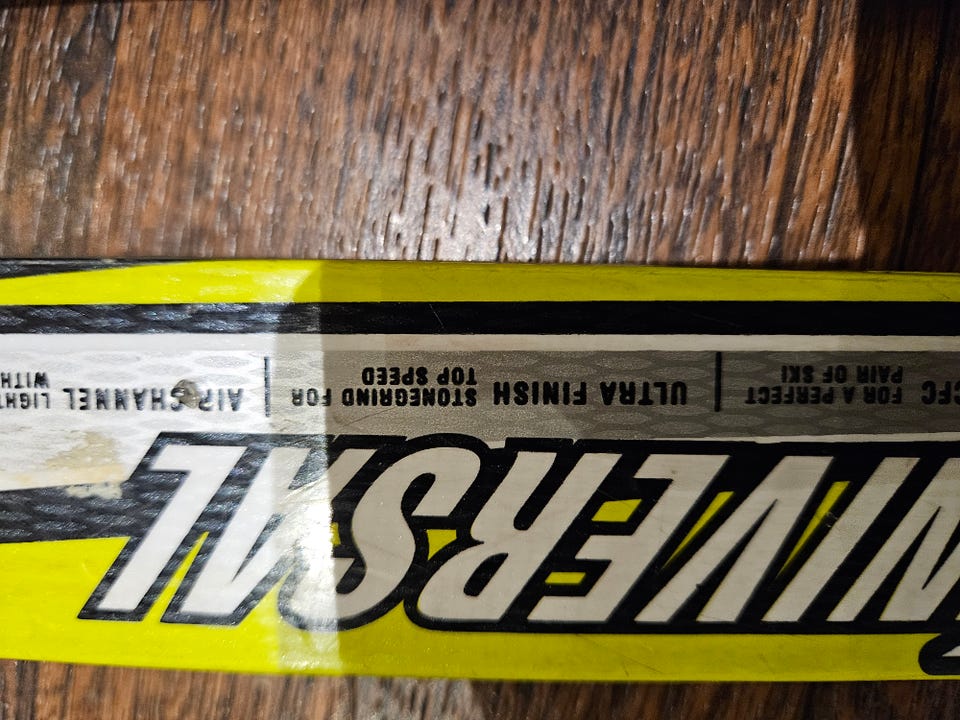 NIVERSAL
CFC FOR A PERFECT
PAIR OF SKI
ULTRA FINISH STONEGRIND FOR
TOP SPEED
AIR CHANNEL LIGHT
WITH